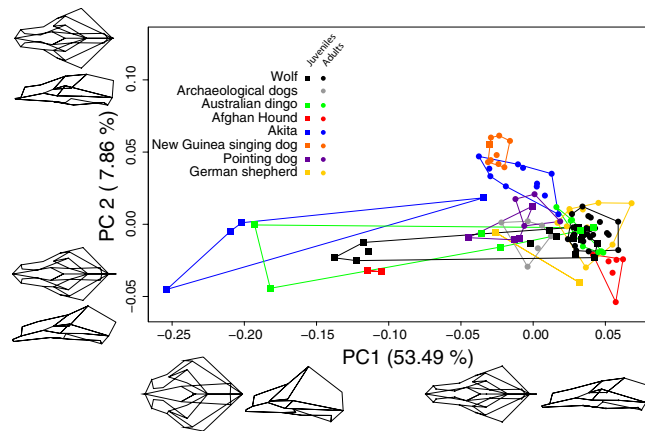 Juveniles
Adults
Wolf
Archaeological dogs
Australian dingo
Afghan Hound
Akita
New Guinea singing dog
Pointing dog
German shepherd
PC 2 ( 7.86 %)
0.10
0.05
0.00
−0.05
−0.25
−0.20
−0.15
−0.10
−0.05
0.00
0.05
PC1 (53.49 %)